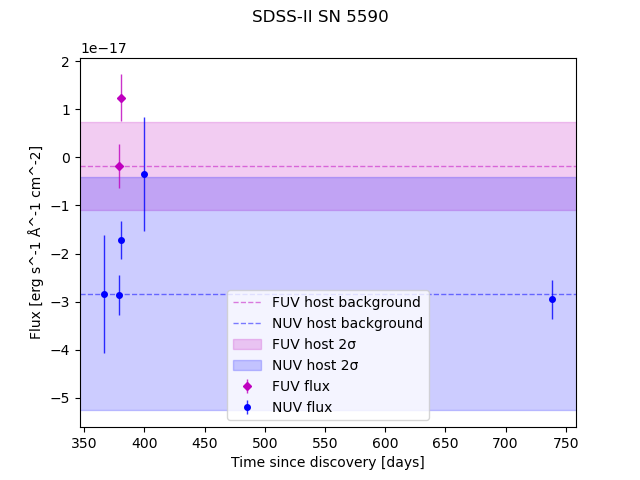 SDSS-II SN 5590
1e−17
2
1
0
−1
−2
−3
−4
−5
Flux [erg s^-1 Å^-1 cm^-2]
FUV host background
NUV host background
FUV host 2σ
NUV host 2σ
FUV flux
NUV flux
350 400 450 500 550 600 650 700 750
Time since discovery [days]